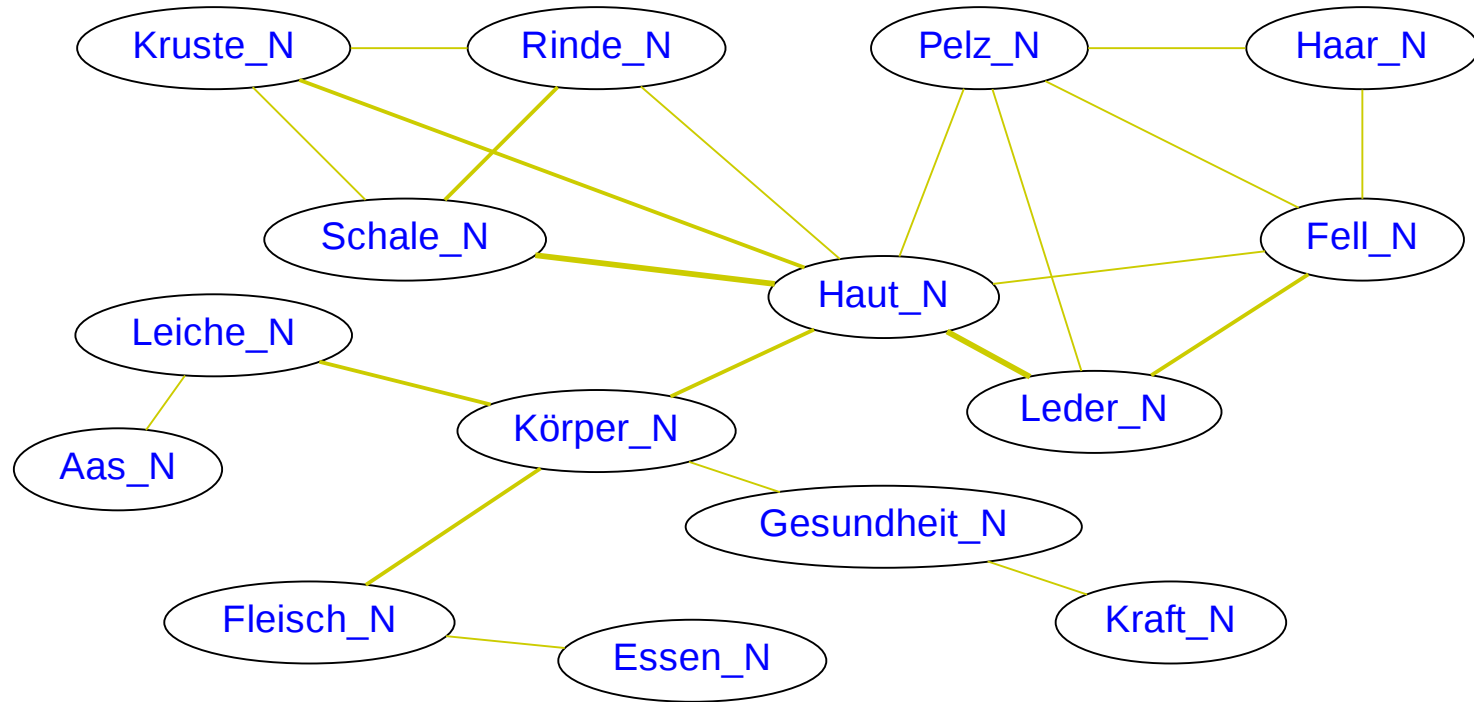 Kruste_N
Rinde_N
Pelz_N
Haar_N
Schale_N
Fell_N
Haut_N
Leiche_N
Leder_N
Körper_N
Aas_N
Gesundheit_N
Fleisch_N
Kraft_N
Essen_N